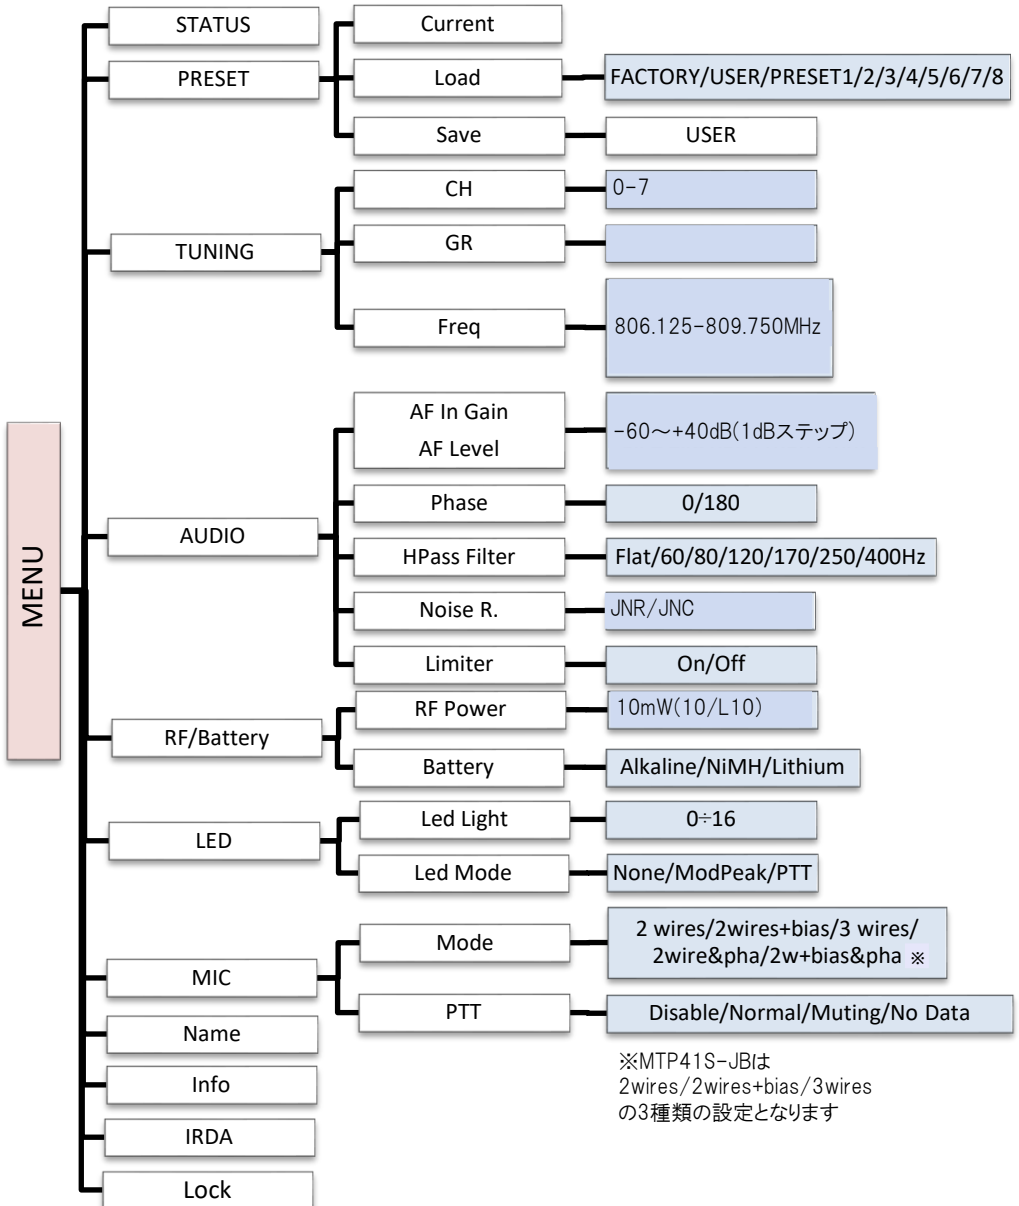 MENU
STATUS
PRESET
Current
Load
FACTORY/USER/PRESET1/2/3/4/5/6/7/8
Save
USER
TUNING
CH
0-7
GR
Freq
806.125-809.750MHz
AUDIO
AF In Gain
AF Level
-60～+40dB(1dBステップ)
Phase
0/180
HPass Filter
Flat/60/80/120/170/250/400Hz
Noise R.
JNR/JNC
Limiter
On/Off
RF/Battery
RF Power
10mW(10/L10)
Battery
Alkaline/NiMH/Lithium
LED
Led Light
0÷16
Led Mode
None/ModPeak/PTT
MIC
Mode
2 wires/2wires+bias/3 wires/
2wire&pha/2w+bias&pha ※
PTT
Disable/Normal/Muting/No Data
※MTP41S-JBは
2wires/2wires+bias/3wires
の3種類の設定となります
Name
Info
IRDA
Lock